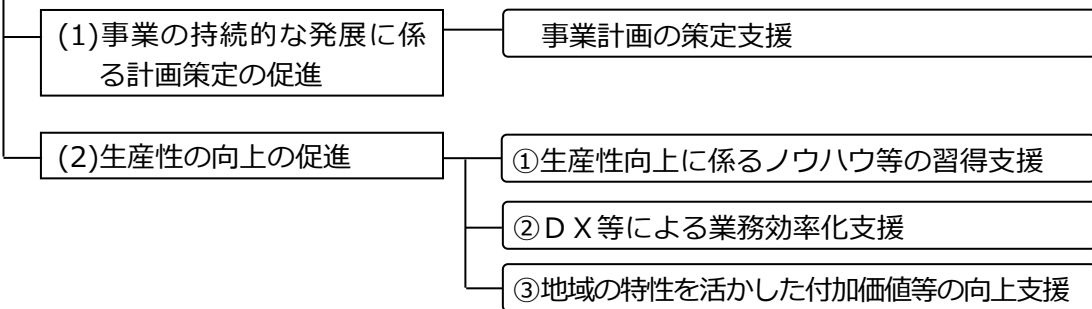 (1)事業の持続的な発展に係
る計画策定の促進
事業計画の策定支援
(2)生産性の向上の促進
①生産性向上に係るノウハウ等の習得支援
②ＤＸ等による業務効率化支援
③地域の特性を活かした付加価値等の向上支援